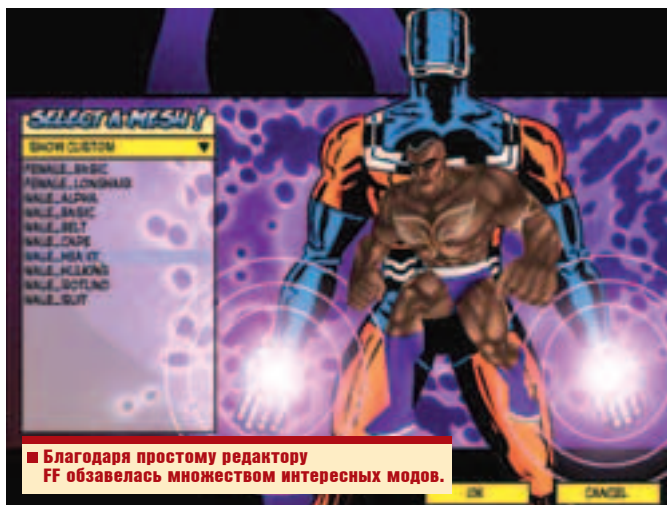 SELECT A MESH!
SHOW CUSTOM
FEMALE_BASIC
FEMALE_LONGHAIR
MALE_ALPHA
MALE_BASIC
MALE_BELT
MALE_CAPE
MALE_HEAVY
MALE_HULKING
MALE_SUIT
■ Благодаря простому редактору
FF обзавелась множеством интересных модов.
OK
CANCEL